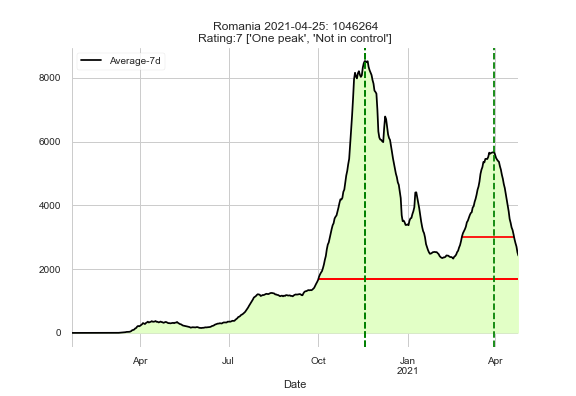 Romania 2021-04-25: 1046264
Rating:7 ['One peak', 'Not in control']
Average-7d
8000
6000
4000
2000
0
Apr
Jul
Oct
Jan
2021
Apr
Date